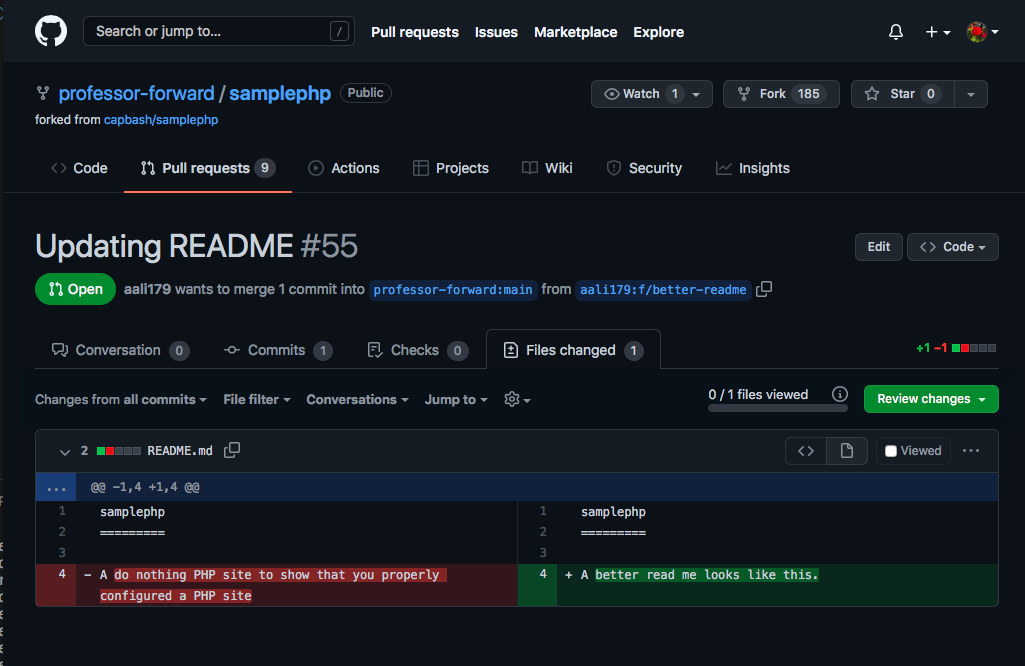 Search or jump to... /
Pull requests Issues Marketplace Explore
professor-forward / samplephp Public
Watch 1 Fork 185 Star 0
forked from capbash/samplephp
Code Pull requests 9 Actions Projects Wiki Security Insights
Updating README #55
Edit Code
Open aali179 wants to merge 1 commit into professor-forward:main from aali179:f/better-readme
Conversation 0 Commits 1 Checks 0 Files changed 1 +1 −1
Changes from all commits File filter Conversations Jump to 0 / 1 files viewed Review changes
2 README.md Viewed ...
... @@ -1,4 +1,4 @@
1 samplephp 1 samplephp
2 ========= 2 =========
3 3
4 - A do nothing PHP site to show that you properly 4 + A better read me looks like this.
configured a PHP site